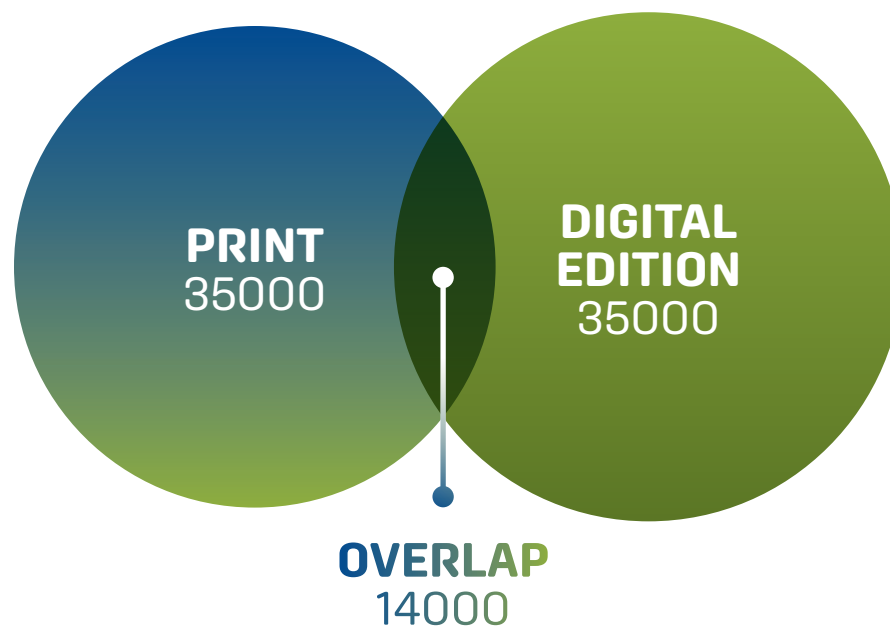 PRINT
35000
DIGITAL
EDITION
35000
OVERLAP
14000